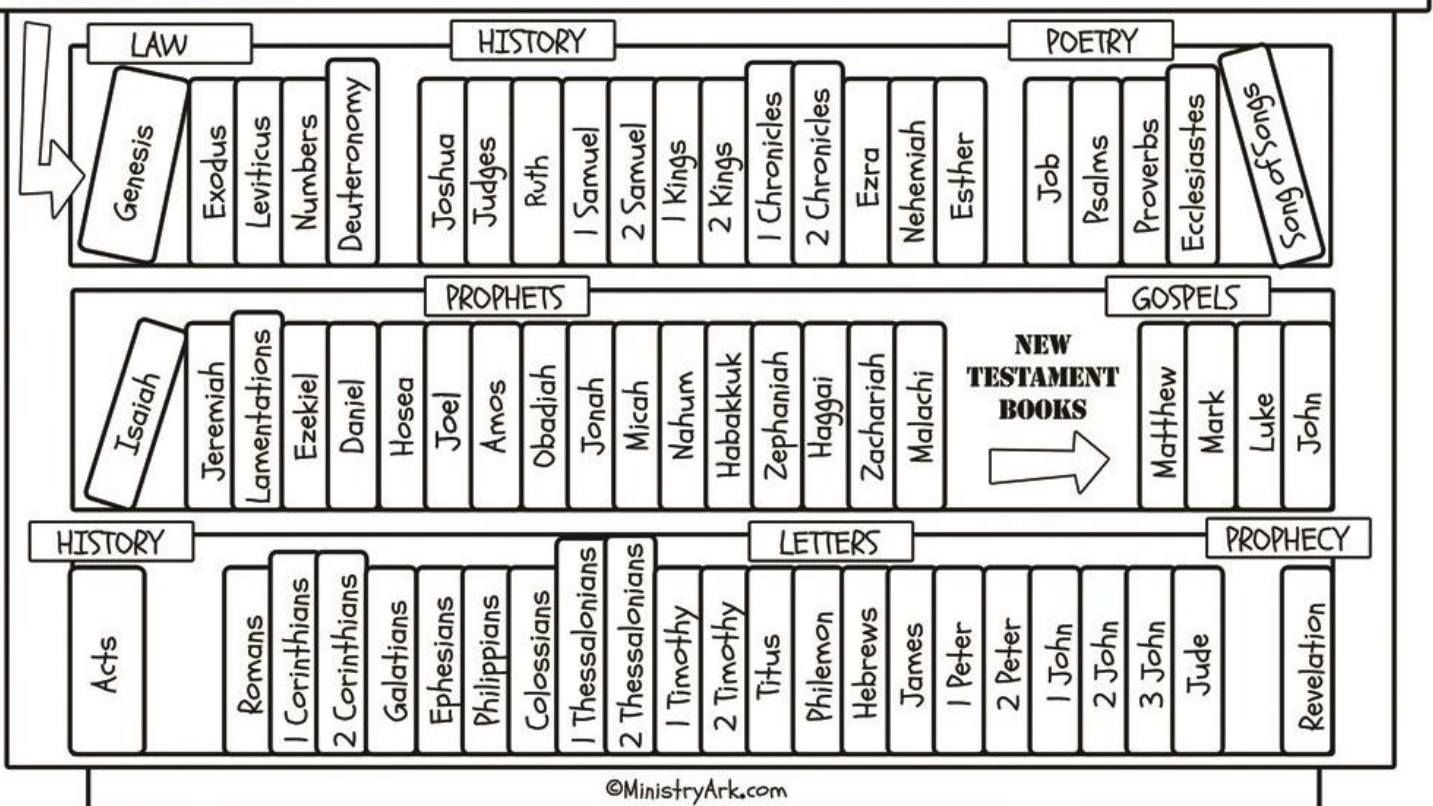 LAW
Genesis
Exodus
Leviticus
Numbers
Deuteronomy
HISTORY
Joshua
Judges
Ruth
1 Samuel
2 Samuel
1 Kings
2 Kings
1 Chronicles
2 Chronicles
Ezra
Nehemiah
Esther
POETRY
Job
Psalms
Proverbs
Ecclesiastes
Song of Songs
PROPHETS
Isaiah
Jeremiah
Lamentations
Ezekiel
Daniel
Hosea
Joel
Amos
Obadiah
Jonah
Micah
Nahum
Habakkuk
Zephaniah
Haggai
Zachariah
Malachi
NEW
TESTAMENT
BOOKS
GOSPELS
Matthew
Mark
Luke
John
HISTORY
Acts
LETTERS
Romans
1 Corinthians
2 Corinthians
Galatians
Ephesians
Philippians
Colossians
1 Thessalonians
2 Thessalonians
1 Timothy
2 Timothy
Titus
Philemon
Hebrews
James
1 Peter
2 Peter
1 John
2 John
3 John
Jude
PROPHECY
Revelation
©MinistryArk.com